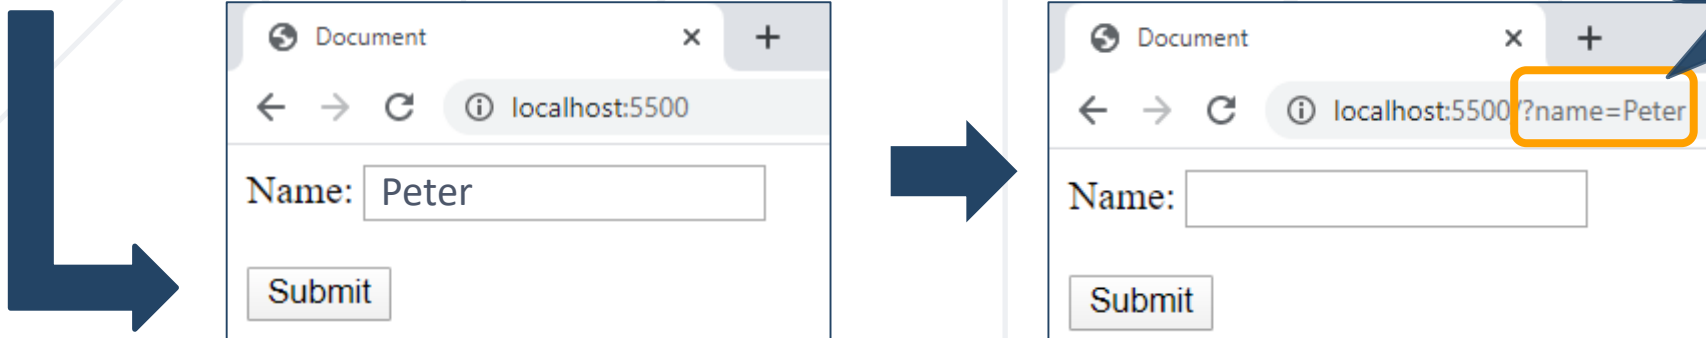 Document
localhost:5500
Name: Peter
Submit
Document
localhost:5500/?name=Peter
Name:
Submit